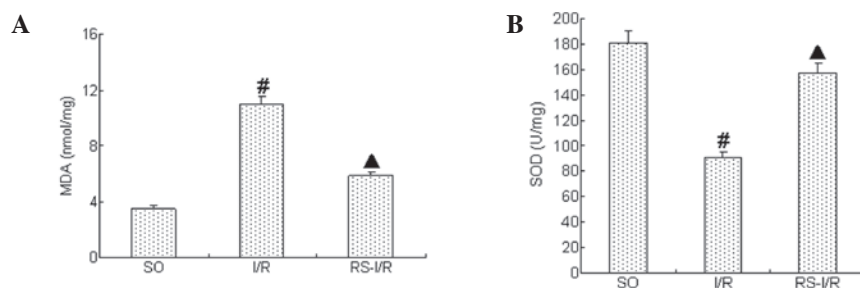 A
MDA (nmol/mg)
16
12
8
4
0
#
▲
SO
I/R
RS-I/R
B
SOD (U/mg)
200
180
160
140
120
100
80
60
40
20
0
#
▲
SO
I/R
RS-I/R